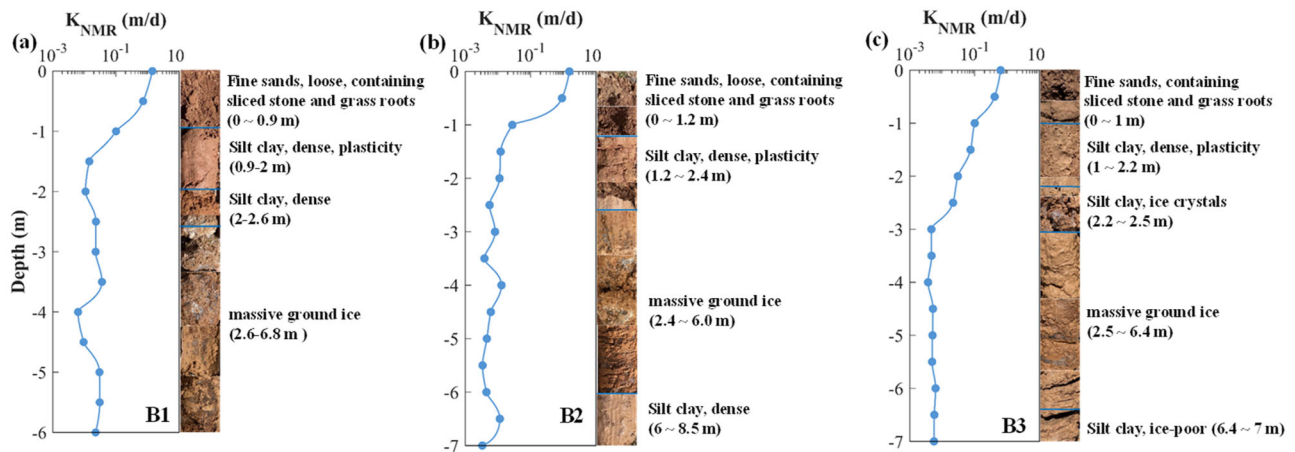 (a)
K_NMR (m/d)
10^-3 10^-1 10
Depth (m)
0
-1
-2
-3
-4
-5
-6
Fine sands, loose, containing
sliced stone and grass roots
(0 ~ 0.9 m)
Silt clay, dense, plasticity
(0.9-2 m)
Silt clay, dense
(2-2.6 m)
massive ground ice
(2.6-6.8 m )
B1
(b)
K_NMR (m/d)
10^-3 10^-1 10
0
-1
-2
-3
-4
-5
-6
-7
Fine sands, loose, containing
sliced stone and grass roots
(0 ~ 1.2 m)
Silt clay, dense, plasticity
(1.2 ~ 2.4 m)
massive ground ice
(2.4 ~ 6.0 m)
Silt clay, dense
(6 ~ 8.5 m)
B2
(c)
K_NMR (m/d)
10^-3 10^-1 10
0
-1
-2
-3
-4
-5
-6
-7
Fine sands, containing
sliced stone and grass roots
(0 ~ 1 m)
Silt clay, dense, plasticity
(1 ~ 2.2 m)
Silt clay, ice crystals
(2.2 ~ 2.5 m)
massive ground ice
(2.5 ~ 6.4 m)
Silt clay, ice-poor (6.4 ~ 7 m)
B3